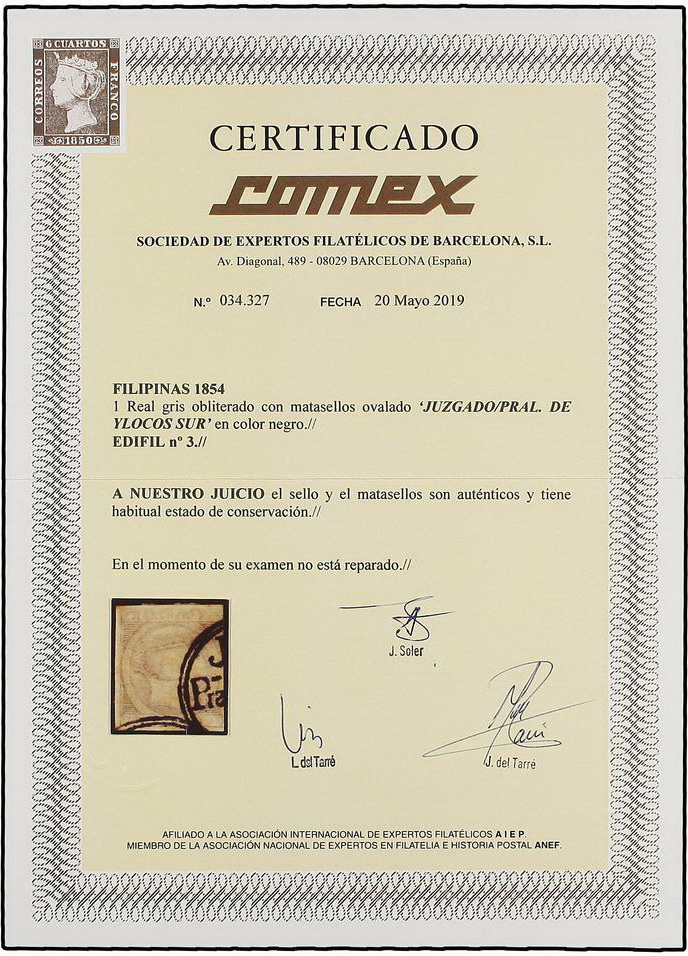 6 CUARTOS
CORREOS
FRANCO
1850
CERTIFICADO
comex
SOCIEDAD DE EXPERTOS FILATÉLICOS DE BARCELONA, S.L.
Av. Diagonal, 489 - 08029 BARCELONA (España)
N.º 034.327 FECHA 20 Mayo 2019
FILIPINAS 1854
1 Real gris obliterado con matasellos ovalado ‘JUZGADO/PRAL. DE
YLOCOS SUR’ en color negro.//
EDIFIL nº 3.//
A NUESTRO JUICIO el sello y el matasellos son auténticos y tiene
habitual estado de conservación.//
En el momento de su examen no está reparado.//
J. Soler
L. del Tarré
J. del Tarré
AFILIADO A LA ASOCIACIÓN INTERNACIONAL DE EXPERTOS FILATÉLICOS A I E P.
MIEMBRO DE LA ASOCIACIÓN NACIONAL DE EXPERTOS EN FILATELIA E HISTORIA POSTAL ANEF.